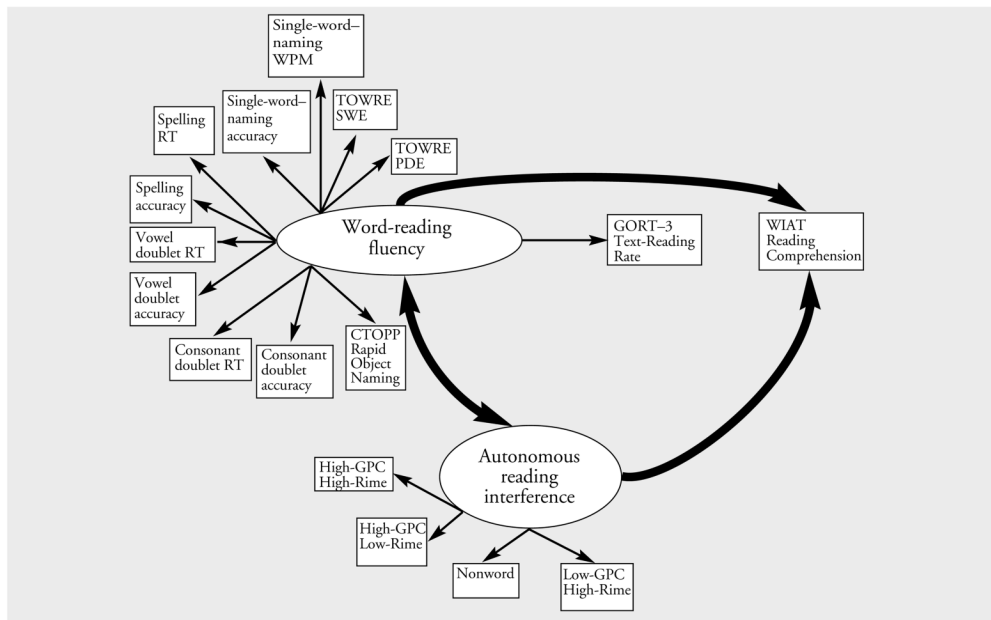 Single-word–
naming
WPM
Single-word–
naming
accuracy
TOWRE
SWE
Spelling
RT
TOWRE
PDE
Spelling
accuracy
Word-reading
fluency
GORT–3
Text-Reading
Rate
WIAT
Reading
Comprehension
Vowel
doublet RT
Vowel
doublet
accuracy
Consonant
doublet RT
Consonant
doublet
accuracy
CTOPP
Rapid
Object
Naming
Autonomous
reading
interference
High-GPC
High-Rime
High-GPC
Low-Rime
Nonword
Low-GPC
High-Rime